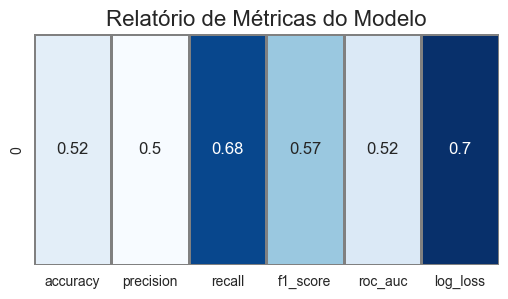 Relatório de Métricas do Modelo
0
0.52 0.5 0.68 0.57 0.52 0.7
accuracy precision recall f1_score roc_auc log_loss